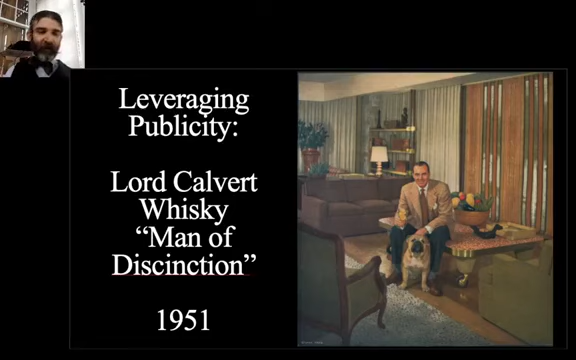 Leveraging
Publicity:
Lord Calvert
Whisky
“Man of
Discinction”
1951